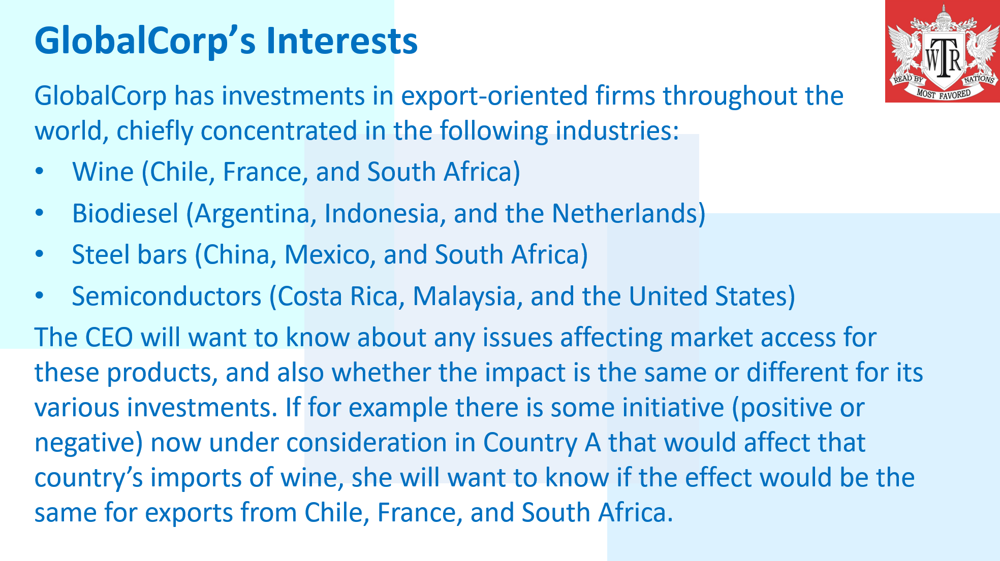 GlobalCorp’s Interests
W T R
READ BY
NATIONS
MOST FAVORED
GlobalCorp has investments in export-oriented firms throughout the
world, chiefly concentrated in the following industries:
• Wine (Chile, France, and South Africa)
• Biodiesel (Argentina, Indonesia, and the Netherlands)
• Steel bars (China, Mexico, and South Africa)
• Semiconductors (Costa Rica, Malaysia, and the United States)
The CEO will want to know about any issues affecting market access for
these products, and also whether the impact is the same or different for its
various investments. If for example there is some initiative (positive or
negative) now under consideration in Country A that would affect that
country’s imports of wine, she will want to know if the effect would be the
same for exports from Chile, France, and South Africa.